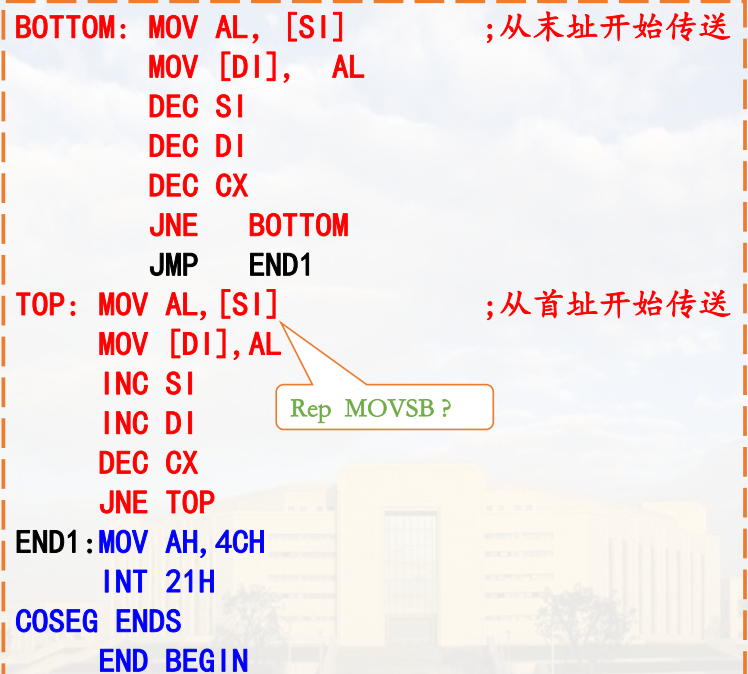 BOTTOM: MOV AL, [SI] ;从末址开始传送
MOV [DI], AL
DEC SI
DEC DI
DEC CX
JNE BOTTOM
JMP END1
TOP: MOV AL,[SI] ;从首址开始传送
MOV [DI],AL
INC SI
Rep MOVSB ?
INC DI
DEC CX
JNE TOP
END1:MOV AH,4CH
INT 21H
COSEG ENDS
END BEGIN